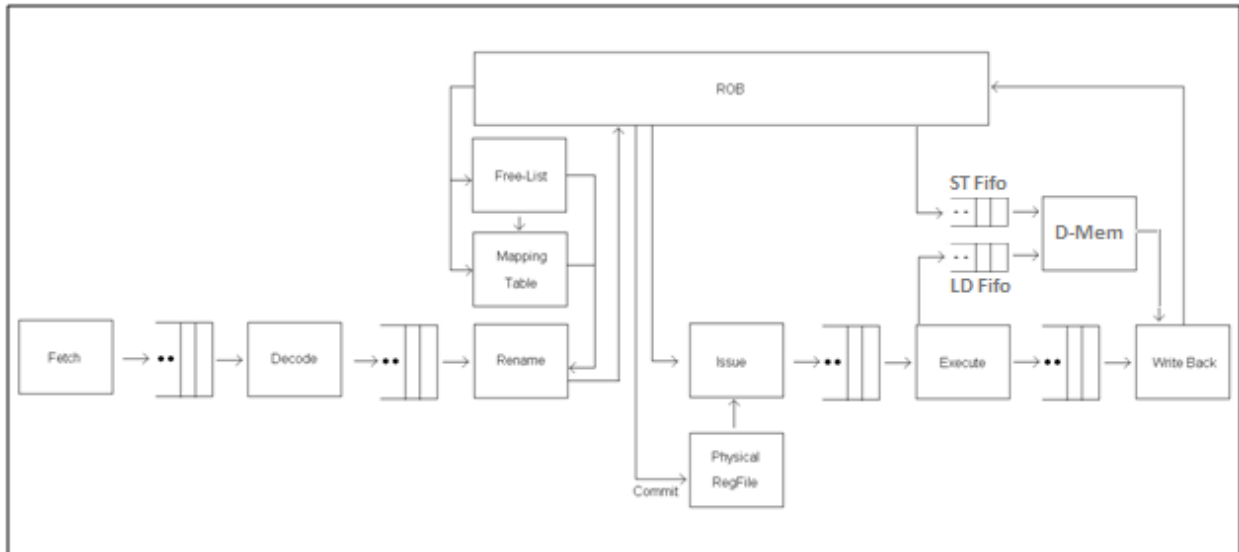 ROB
Free-List
ST Fifo
D-Mem
Mapping
Table
LD Fifo
Fetch
Decode
Rename
Issue
Execute
Write Back
Physical
RegFile
Commit